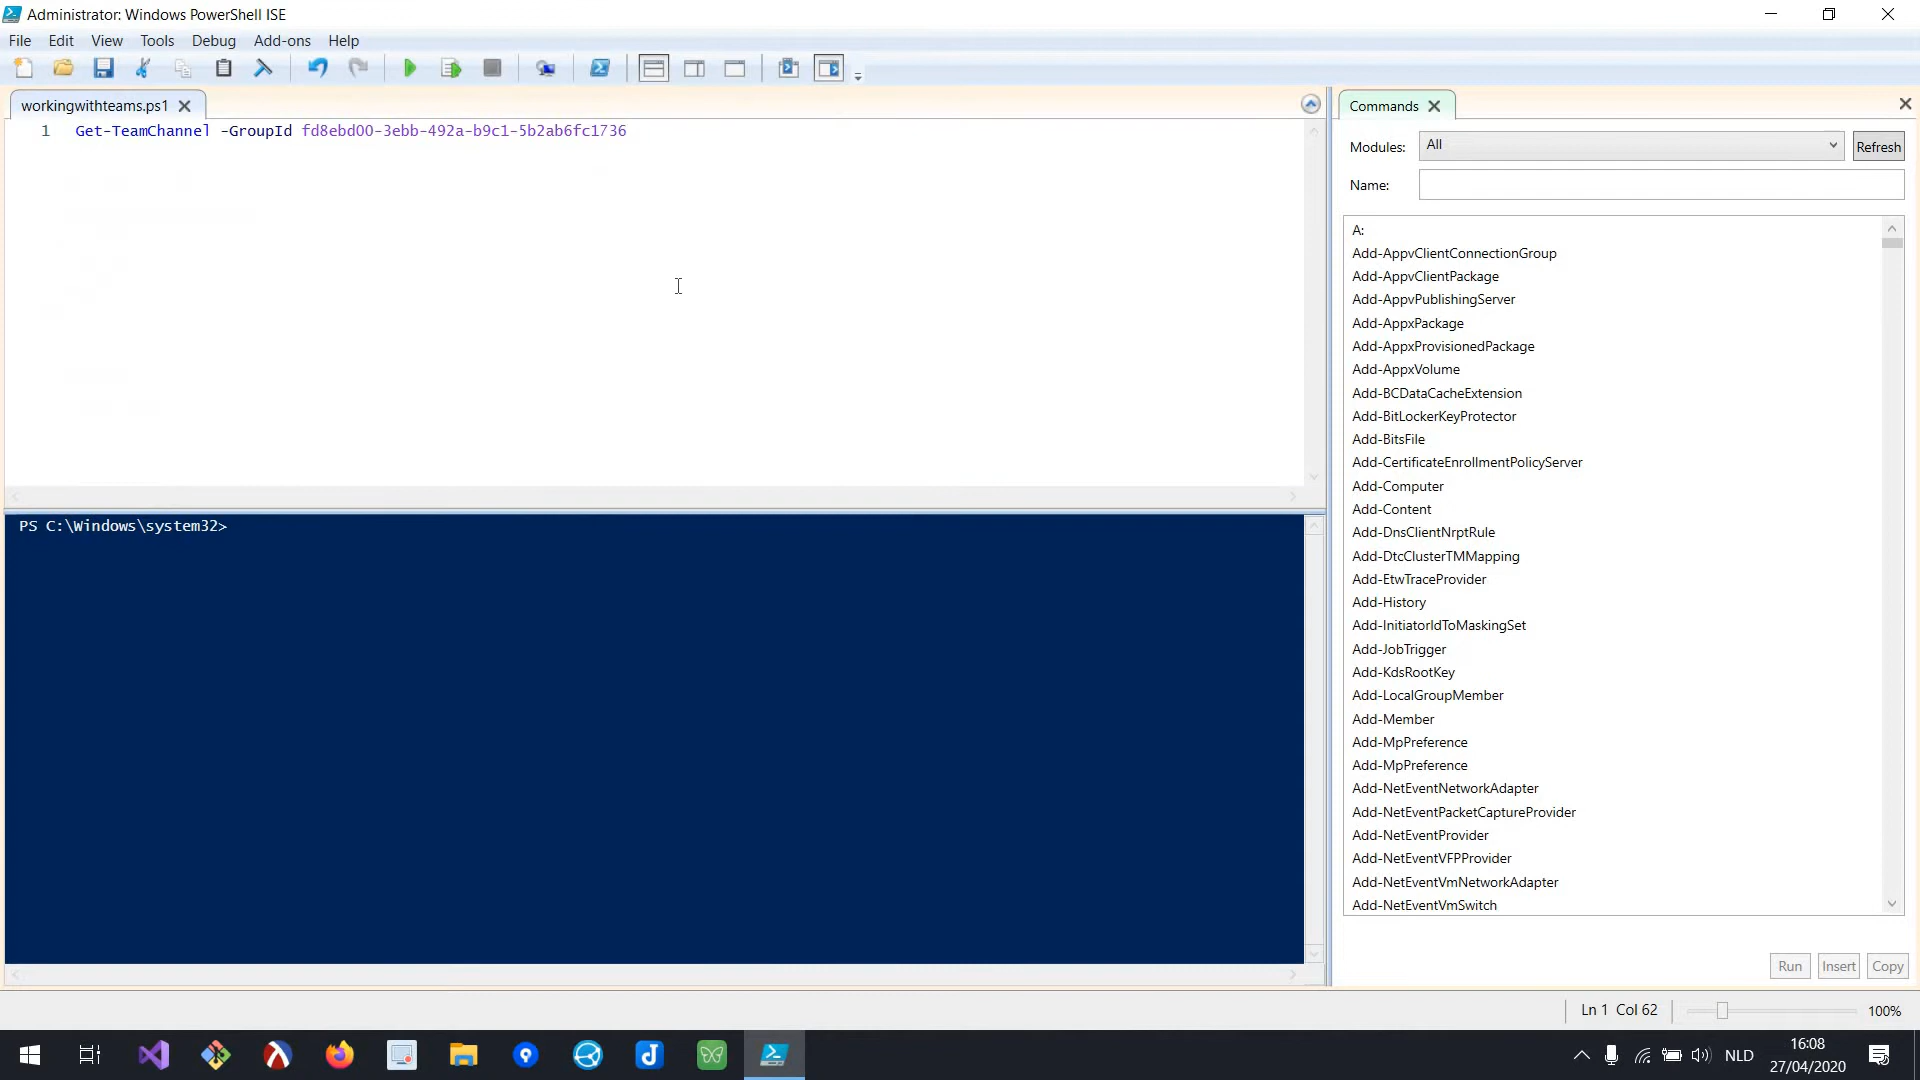 Administrator: Windows PowerShell ISE
File Edit View Tools Debug Add-ons Help
workingwithteams.ps1
1 Get-TeamChannel -GroupId fd8ebd00-3ebb-492a-b9c1-5b2ab6fc1736
PS C:\Windows\system32>
Commands
Modules: All Refresh
Name:
A:
Add-AppvClientConnectionGroup
Add-AppvClientPackage
Add-AppvPublishingServer
Add-AppxPackage
Add-AppxProvisionedPackage
Add-AppxVolume
Add-BCDataCacheExtension
Add-BitLockerKeyProtector
Add-BitsFile
Add-CertificateEnrollmentPolicyServer
Add-Computer
Add-Content
Add-DnsClientNrptRule
Add-DtcClusterTMMapping
Add-EtwTraceProvider
Add-History
Add-InitiatorIdToMaskingSet
Add-JobTrigger
Add-KdsRootKey
Add-LocalGroupMember
Add-Member
Add-MpPreference
Add-MpPreference
Add-NetEventNetworkAdapter
Add-NetEventPacketCaptureProvider
Add-NetEventProvider
Add-NetEventVFPProvider
Add-NetEventVmNetworkAdapter
Add-NetEventVmSwitch
Run Insert Copy
Ln 1 Col 62 100%
NLD
16:08
27/04/2020